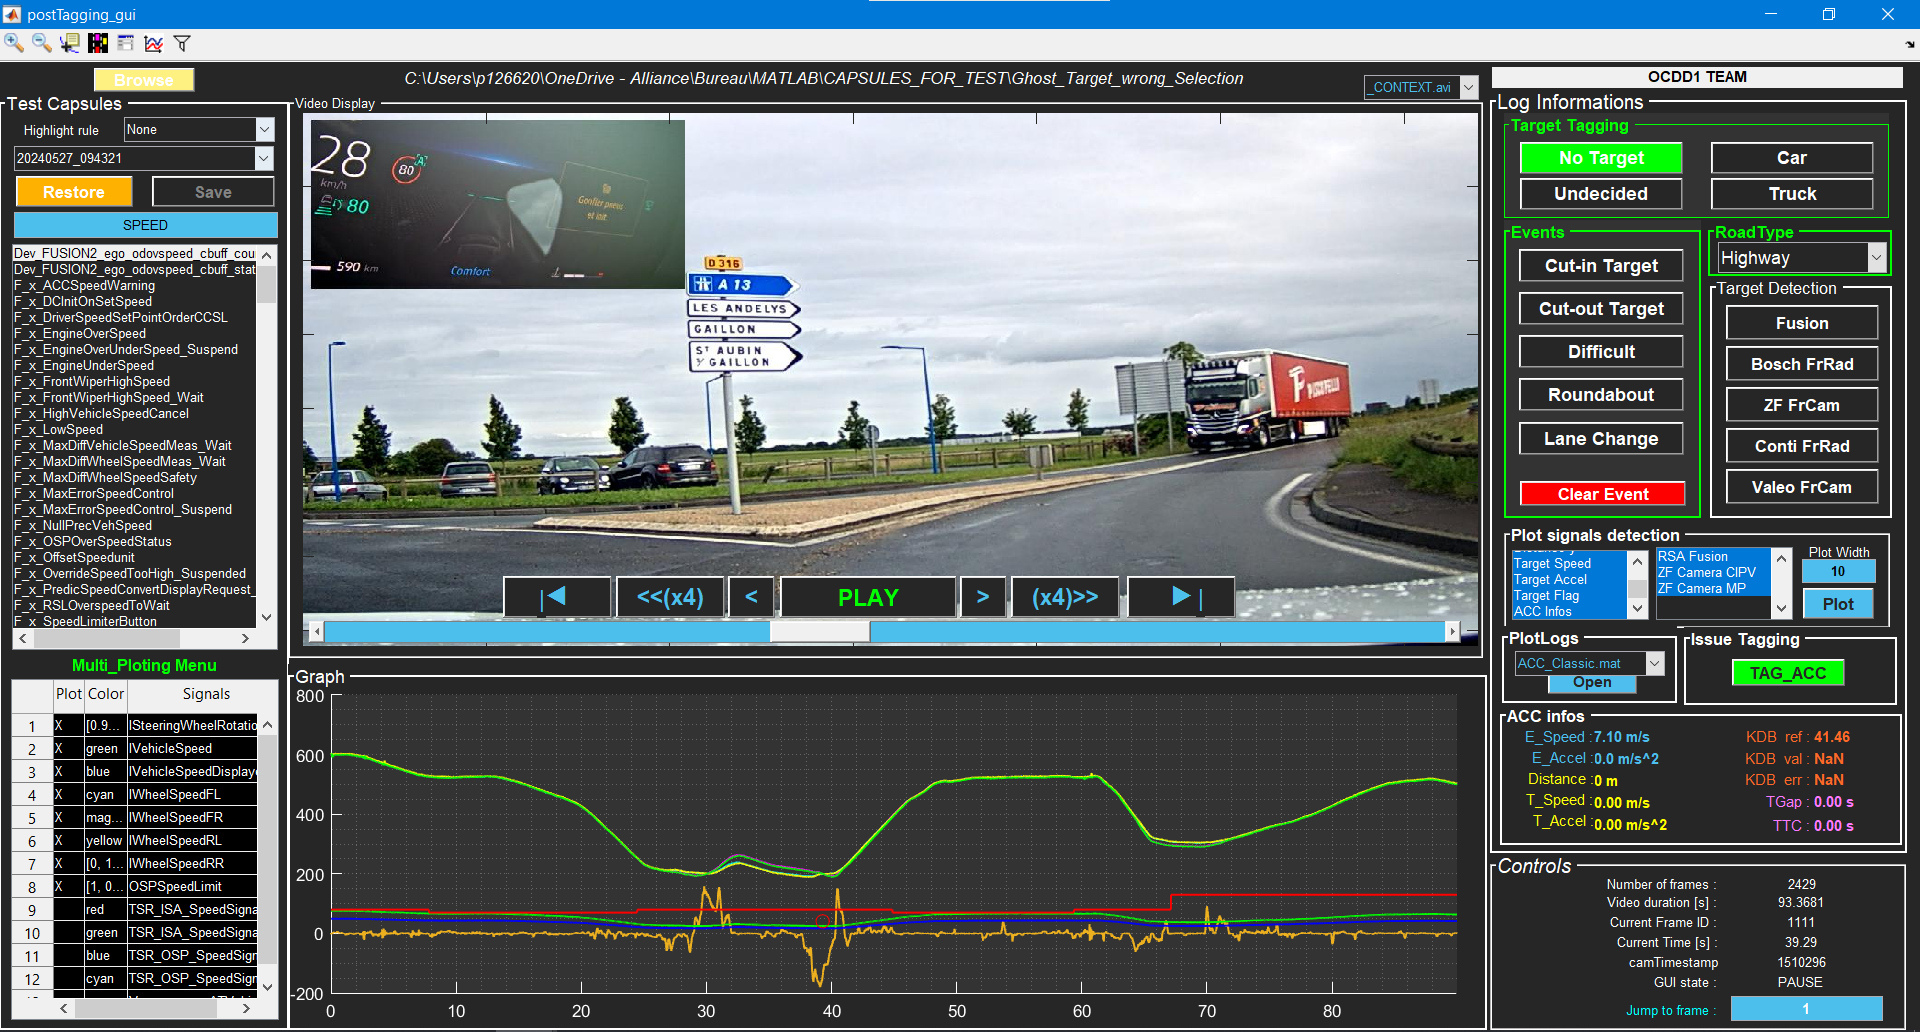 postTagging_gui
Browse
C:\Users\p126620\OneDrive - Alliance\Bureau\MATLAB\CAPSULES_FOR_TEST\Ghost_Target_wrong_Selection
_CONTEXT.avi
OCDD1 TEAM
Test Capsules
Highlight rule
None
20240527_094321
Restore
Save
SPEED
Dev_FUSION2_ego_odovspeed_cbuff_cou
Dev_FUSION2_ego_odovspeed_cbuff_stat
F_x_ACCSpeedWarning
F_x_DCInitOnSetSpeed
F_x_DriverSpeedSetPointOrderCCSL
F_x_EngineOverSpeed
F_x_EngineOverUnderSpeed_Suspend
F_x_EngineUnderSpeed
F_x_FrontWiperHighSpeed
F_x_FrontWiperHighSpeed_Wait
F_x_HighVehicleSpeedCancel
F_x_LowSpeed
F_x_MaxDiffVehicleSpeedMeas_Wait
F_x_MaxDiffWheelSpeedMeas_Wait
F_x_MaxDiffWheelSpeedSafety
F_x_MaxErrorSpeedControl
F_x_MaxErrorSpeedControl_Suspend
F_x_NullPrecVehSpeed
F_x_OSPOverSpeedStatus
F_x_OffsetSpeedunit
F_x_OverrideSpeedTooHigh_Suspended
F_x_PredicSpeedConvertDisplayRequest_
F_x_RSLOverspeedToWait
F_x_SpeedLimiterButton
Multi_Ploting Menu
Plot Color Signals
1 X [0.9... lSteeringWheelRotatio
2 X green lVehicleSpeed
3 X blue lVehicleSpeedDisplaye
4 X cyan lWheelSpeedFL
5 X mag... lWheelSpeedFR
6 X yellow lWheelSpeedRL
7 X [0, 1... lWheelSpeedRR
8 X [1, 0... OSPSpeedLimit
9 red TSR_ISA_SpeedSigna
10 green TSR_ISA_SpeedSigna
11 blue TSR_OSP_SpeedSign
12 cyan TSR_OSP_SpeedSign
Video Display
28
km/h
80
A
80
590 km
Comfort
D 316
A 13
LES ANDELYS
GAILLON
ST AUBIN
S/ GAILLON
|◀
<<(x4)
<
PLAY
>
(x4)>>
▶|
Graph
800
600
400
200
0
-200
0 10 20 30 40 50 60 70 80
Log Informations
Target Tagging
No Target
Car
Undecided
Truck
Events
Cut-in Target
Cut-out Target
Difficult
Roundabout
Lane Change
Clear Event
RoadType
Highway
Target Detection
Fusion
Bosch FrRad
ZF FrCam
Conti FrRad
Valeo FrCam
Plot signals detection
Target Speed
Target Accel
Target Flag
ACC Infos
RSA Fusion
ZF Camera CIPV
ZF Camera MP
Plot Width
10
Plot
PlotLogs
ACC_Classic.mat
Open
Issue Tagging
TAG_ACC
ACC infos
E_Speed : 7.10 m/s
E_Accel : 0.0 m/s^2
Distance : 0 m
T_Speed : 0.00 m/s
T_Accel : 0.00 m/s^2
KDB ref : 41.46
KDB val : NaN
KDB err : NaN
TGap : 0.00 s
TTC : 0.00 s
Controls
Number of frames : 2429
Video duration [s] : 93.3681
Current Frame ID : 1111
Current Time [s] : 39.29
camTimestamp 1510296
GUI state : PAUSE
Jump to frame : 1